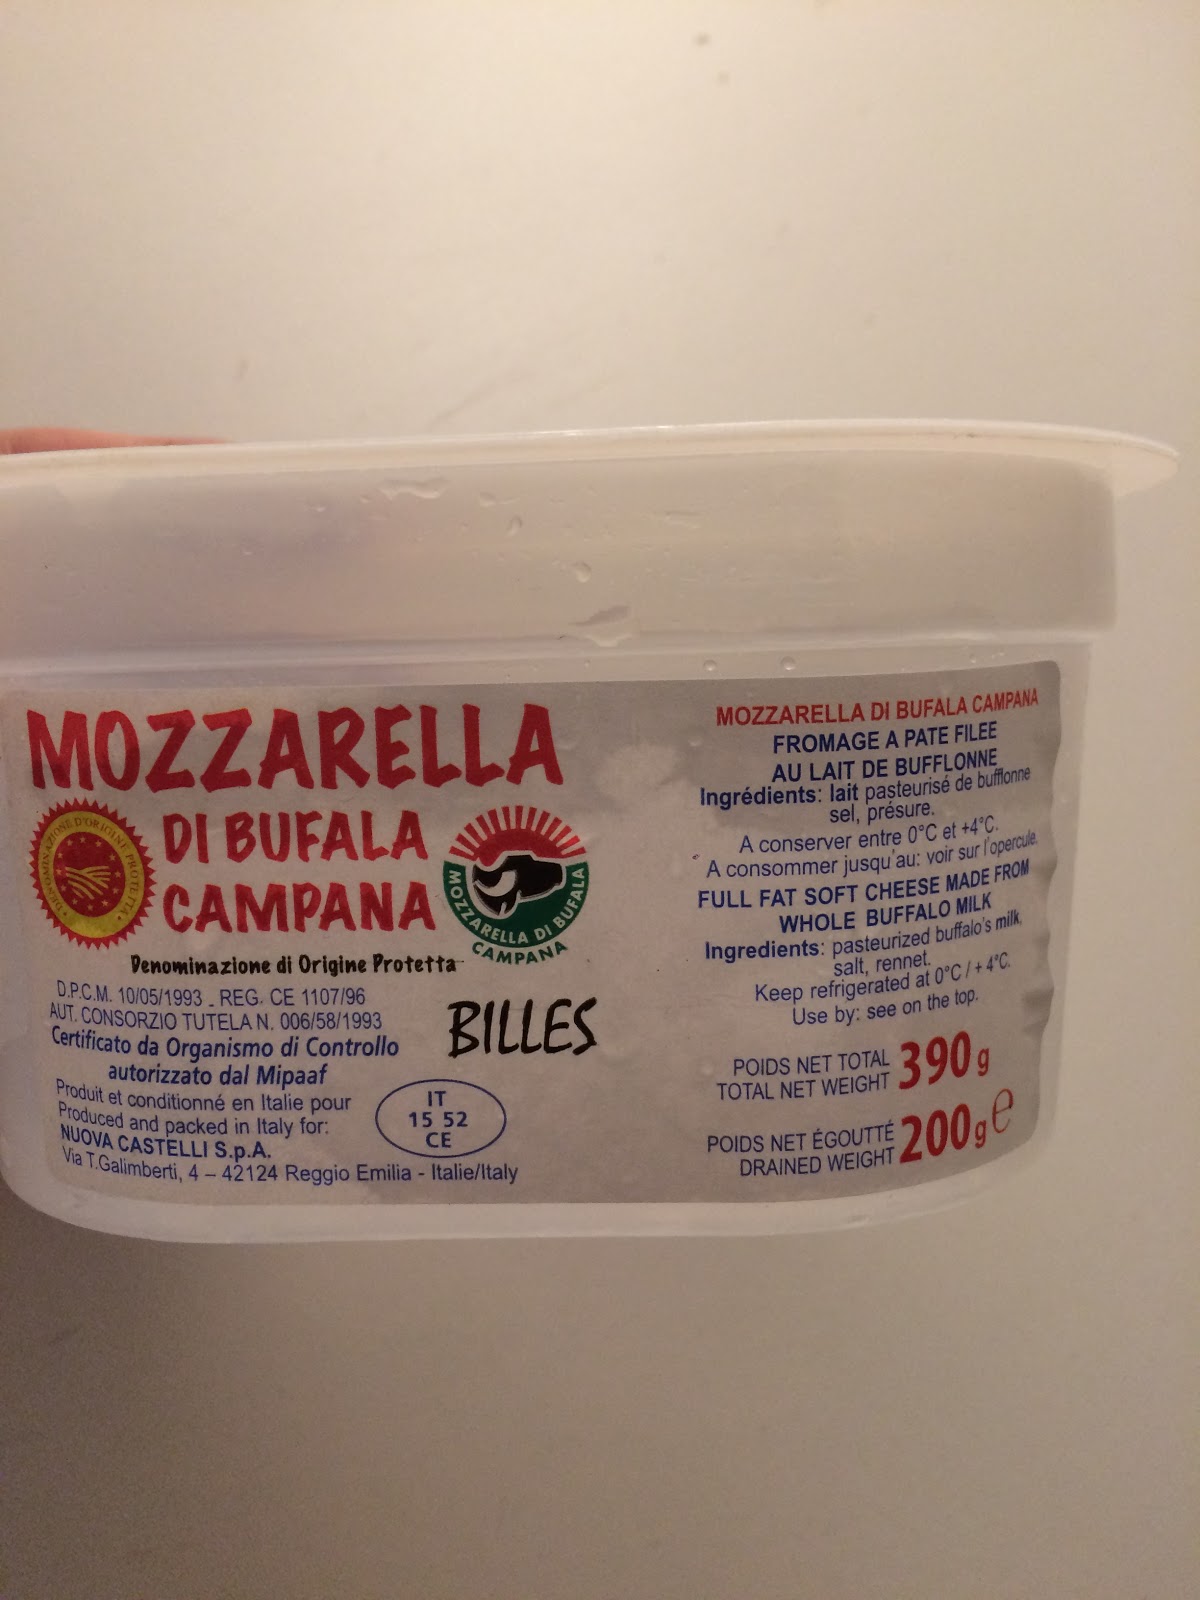 MOZZARELLA
DI BUFALA
CAMPANA
DENOMINAZIONE D'ORIGINE PROTETTA
MOZZARELLA DI BUFALA
CAMPANA
Denominazione di Origine Protetta
D.P.C.M. 10/05/1993 - REG. CE 1107/96
AUT. CONSORZIO TUTELA N. 006/58/1993
Certificato da Organismo di Controllo
autorizzato dal Mipaaf
Produit et conditionné en Italie pour
Produced and packed in Italy for:
NUOVA CASTELLI S.p.A.
Via T.Galimberti, 4 – 42124 Reggio Emilia - Italie/Italy
BILLES
IT
15 52
CE
MOZZARELLA DI BUFALA CAMPANA
FROMAGE A PATE FILEE
AU LAIT DE BUFFLONNE
Ingrédients: lait pasteurisé de bufflonne
sel, présure.
A conserver entre 0°C et +4°C.
A consommer jusqu'au: voir sur l'opercule.
FULL FAT SOFT CHEESE MADE FROM
WHOLE BUFFALO MILK
Ingredients: pasteurized buffalo's milk,
salt, rennet.
Keep refrigerated at 0°C / + 4°C.
Use by: see on the top.
POIDS NET TOTAL
TOTAL NET WEIGHT 390 g
POIDS NET ÉGOUTTÉ
DRAINED WEIGHT 200g e